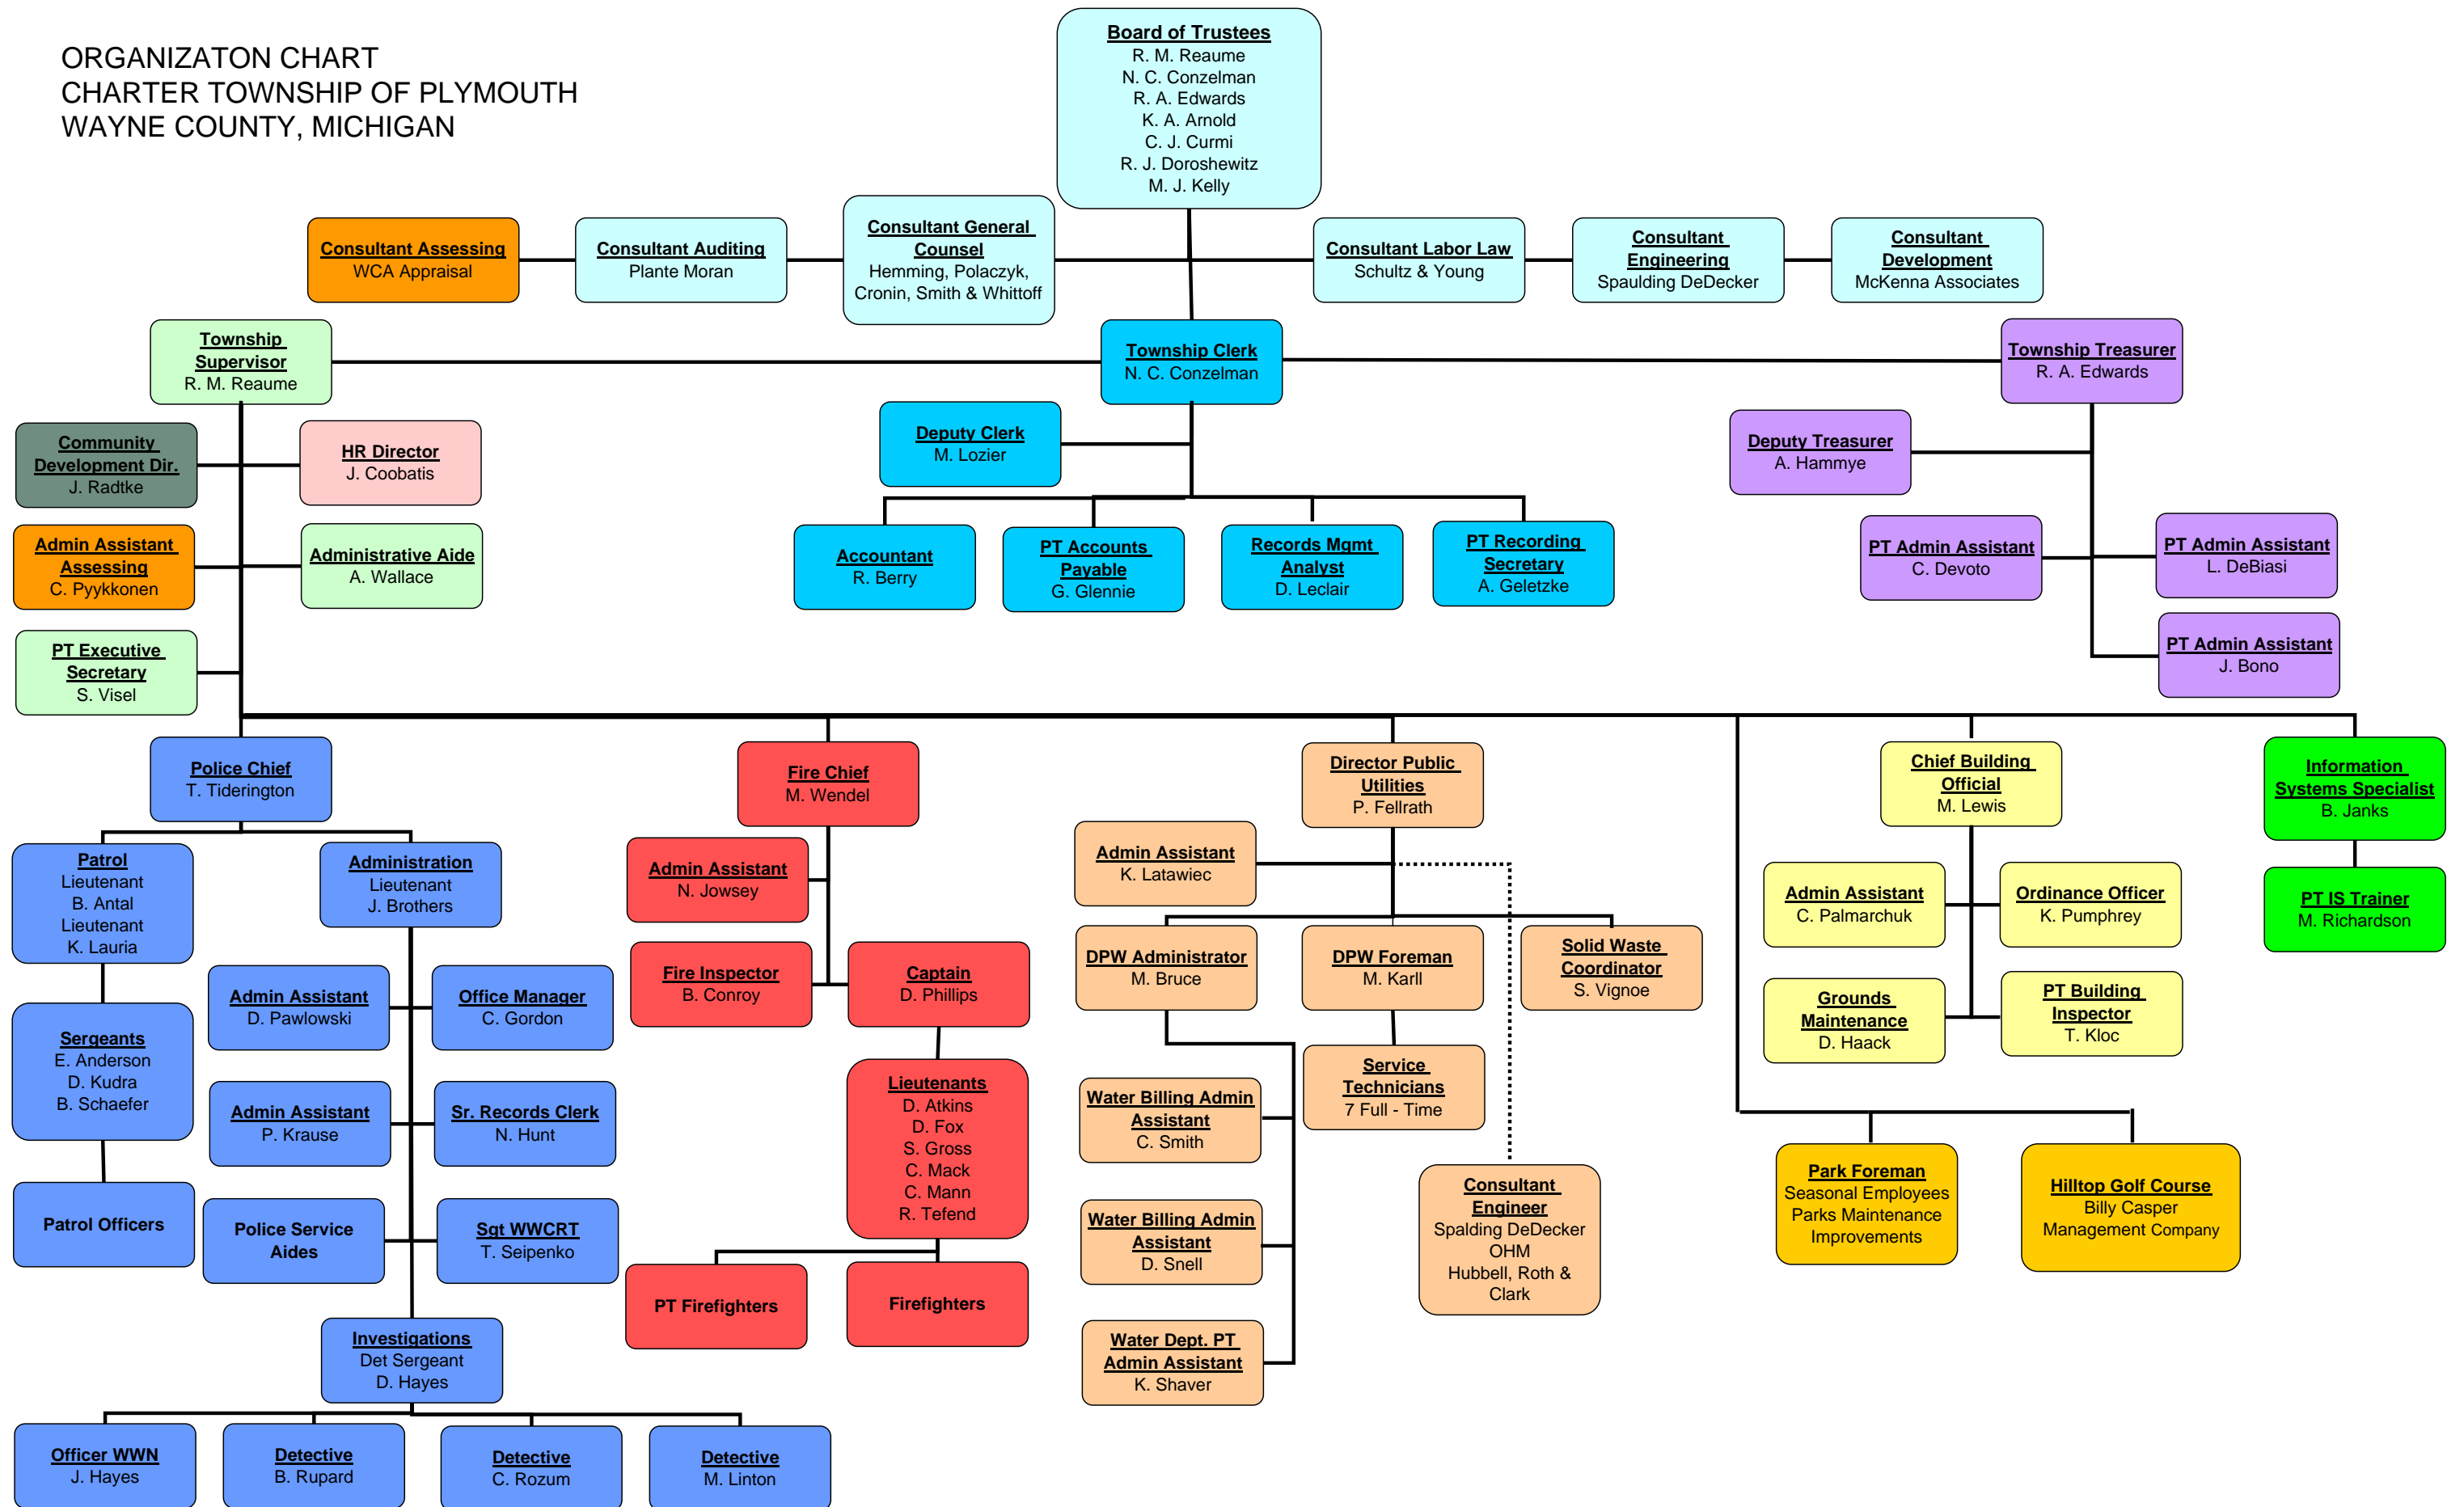 ORGANIZATON CHART
CHARTER TOWNSHIP OF PLYMOUTH
WAYNE COUNTY, MICHIGAN
Board of Trustees
R. M. Reaume
N. C. Conzelman
R. A. Edwards
K. A. Arnold
C. J. Curmi
R. J. Doroshewitz
M. J. Kelly
Consultant Assessing
WCA Appraisal
Consultant Auditing
Plante Moran
Consultant General
Counsel
Hemming, Polaczyk,
Cronin, Smith & Whittoff
Consultant Labor Law
Schultz & Young
Consultant
Engineering
Spaulding DeDecker
Consultant
Development
McKenna Associates
Township
Supervisor
R. M. Reaume
Township Clerk
N. C. Conzelman
Township Treasurer
R. A. Edwards
Community
Development Dir.
J. Radtke
HR Director
J. Coobatis
Deputy Clerk
M. Lozier
Deputy Treasurer
A. Hammye
Admin Assistant
Assessing
C. Pyykkonen
Administrative Aide
A. Wallace
Accountant
R. Berry
PT Accounts
Payable
G. Glennie
Records Mgmt
Analyst
D. Leclair
PT Recording
Secretary
A. Geletzke
PT Admin Assistant
C. Devoto
PT Admin Assistant
L. DeBiasi
PT Executive
Secretary
S. Visel
PT Admin Assistant
J. Bono
Police Chief
T. Tiderington
Fire Chief
M. Wendel
Director Public
Utilities
P. Fellrath
Chief Building
Official
M. Lewis
Information
Systems Specialist
B. Janks
Patrol
Lieutenant
B. Antal
Lieutenant
K. Lauria
Administration
Lieutenant
J. Brothers
Admin Assistant
N. Jowsey
Admin Assistant
K. Latawiec
Admin Assistant
C. Palmarchuk
Ordinance Officer
K. Pumphrey
PT IS Trainer
M. Richardson
Fire Inspector
B. Conroy
Captain
D. Phillips
DPW Administrator
M. Bruce
DPW Foreman
M. Karll
Solid Waste
Coordinator
S. Vignoe
Admin Assistant
D. Pawlowski
Office Manager
C. Gordon
Grounds
Maintenance
D. Haack
PT Building
Inspector
T. Kloc
Sergeants
E. Anderson
D. Kudra
B. Schaefer
Admin Assistant
P. Krause
Sr. Records Clerk
N. Hunt
Lieutenants
D. Atkins
D. Fox
S. Gross
C. Mack
C. Mann
R. Tefend
Water Billing Admin
Assistant
C. Smith
Service
Technicians
7 Full - Time
Patrol Officers
Police Service
Aides
Sgt WWCRT
T. Seipenko
Water Billing Admin
Assistant
D. Snell
Consultant
Engineer
Spalding DeDecker
OHM
Hubbell, Roth &
Clark
Park Foreman
Seasonal Employees
Parks Maintenance
Improvements
Hilltop Golf Course
Billy Casper
Management Company
PT Firefighters
Firefighters
Investigations
Det Sergeant
D. Hayes
Water Dept. PT
Admin Assistant
K. Shaver
Officer WWN
J. Hayes
Detective
B. Rupard
Detective
C. Rozum
Detective
M. Linton